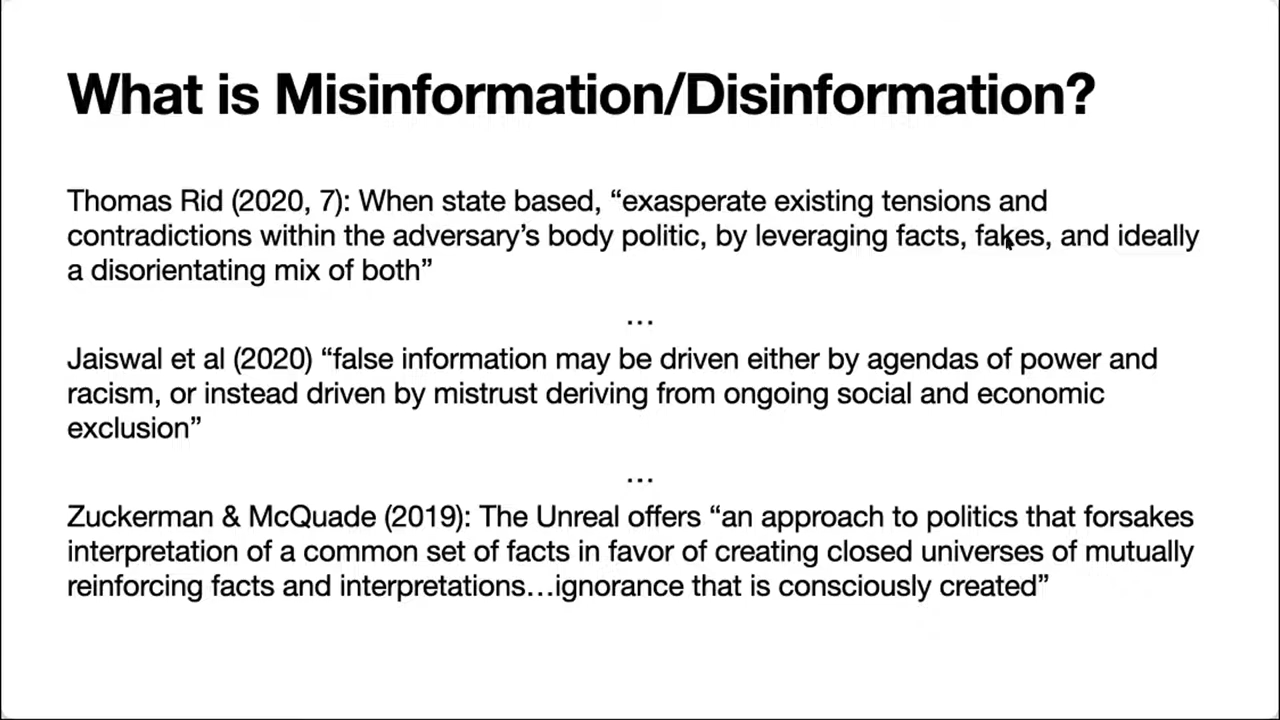 What is Misinformation/Disinformation?
Thomas Rid (2020, 7): When state based, “exasperate existing tensions and
contradictions within the adversary’s body politic, by leveraging facts, fakes, and ideally
a disorientating mix of both”
…
Jaiswal et al (2020) “false information may be driven either by agendas of power and
racism, or instead driven by mistrust deriving from ongoing social and economic
exclusion”
…
Zuckerman & McQuade (2019): The Unreal offers “an approach to politics that forsakes
interpretation of a common set of facts in favor of creating closed universes of mutually
reinforcing facts and interpretations…ignorance that is consciously created”